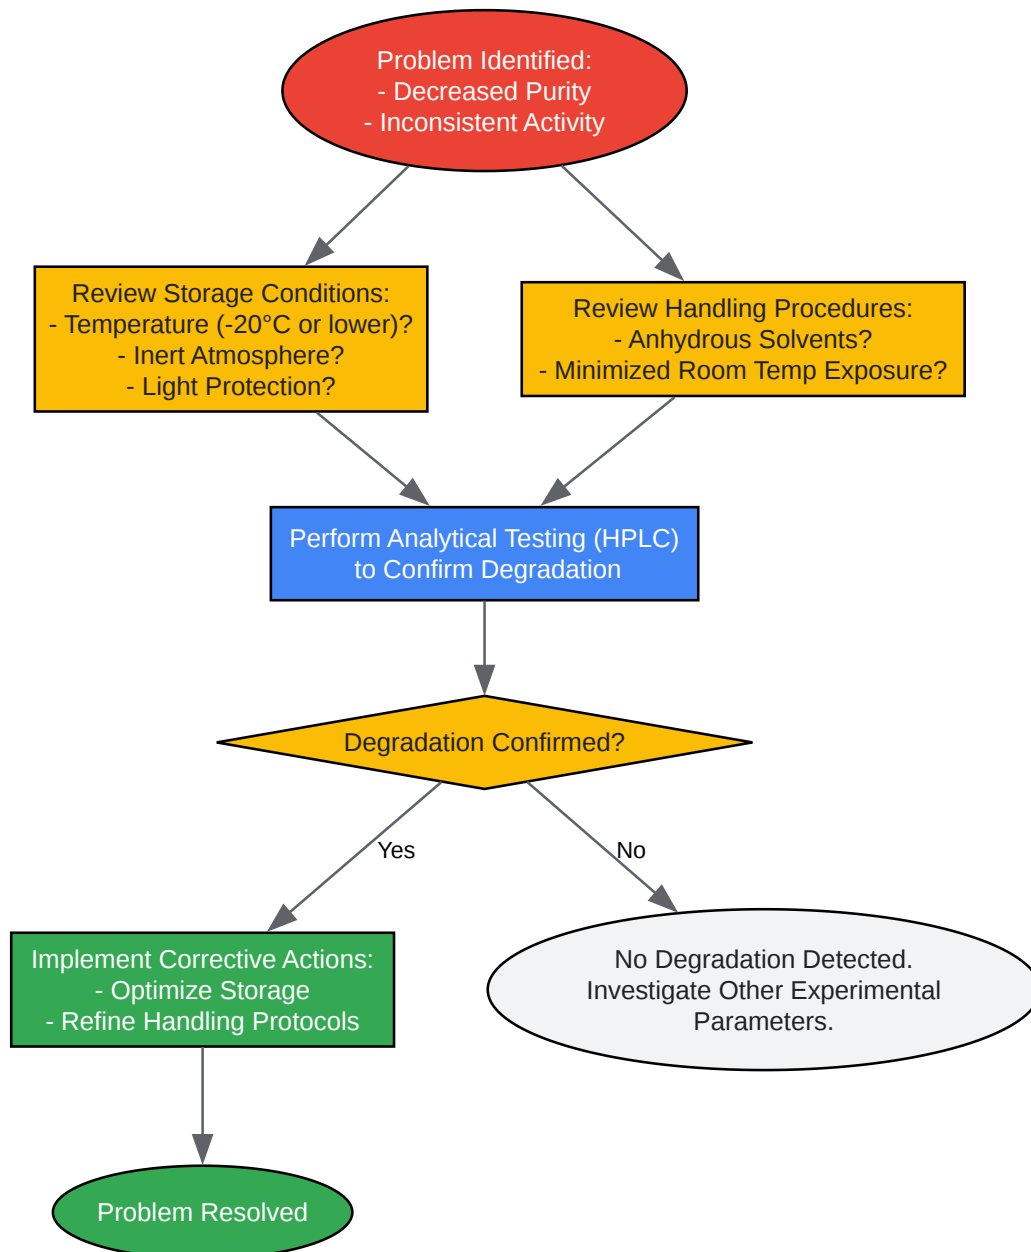 Problem Identified:
- Decreased Purity
- Inconsistent Activity
Review Storage Conditions:
- Temperature (-20°C or lower)?
- Inert Atmosphere?
- Light Protection?
Review Handling Procedures:
- Anhydrous Solvents?
- Minimized Room Temp Exposure?
Perform Analytical Testing (HPLC)
to Confirm Degradation
Degradation Confirmed?
Yes
No
Implement Corrective Actions:
- Optimize Storage
- Refine Handling Protocols
No Degradation Detected.
Investigate Other Experimental
Parameters.
Problem Resolved